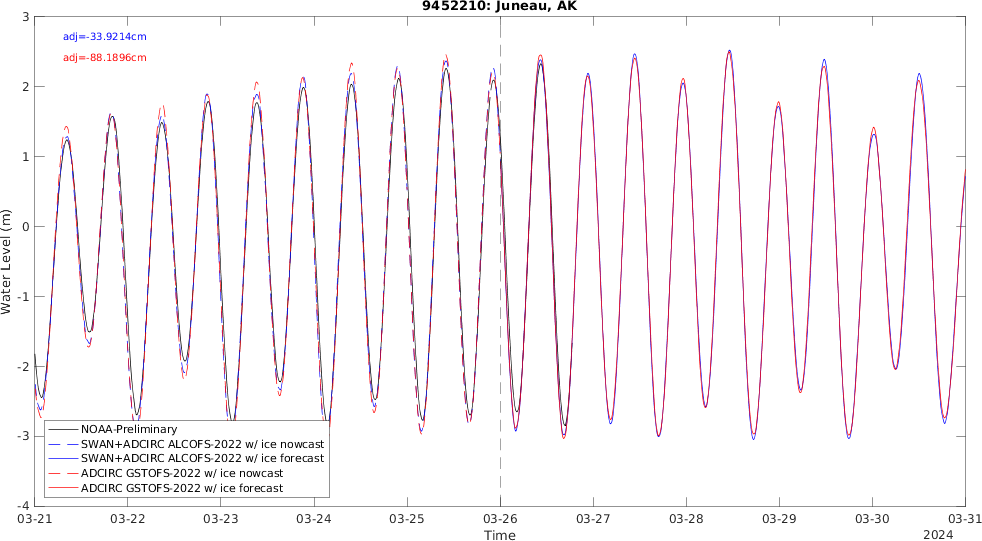 9452210: Juneau, AK
adj=-33.9214cm
adj=-88.1896cm
3
2
1
0
-1
-2
-3
-4
Water Level (m)
NOAA-Preliminary
SWAN+ADCIRC ALCOFS-2022 w/ ice nowcast
SWAN+ADCIRC ALCOFS-2022 w/ ice forecast
ADCIRC GSTOFS-2022 w/ ice nowcast
ADCIRC GSTOFS-2022 w/ ice forecast
03-21 03-22 03-23 03-24 03-25 03-26 03-27 03-28 03-29 03-30 03-31
Time
2024